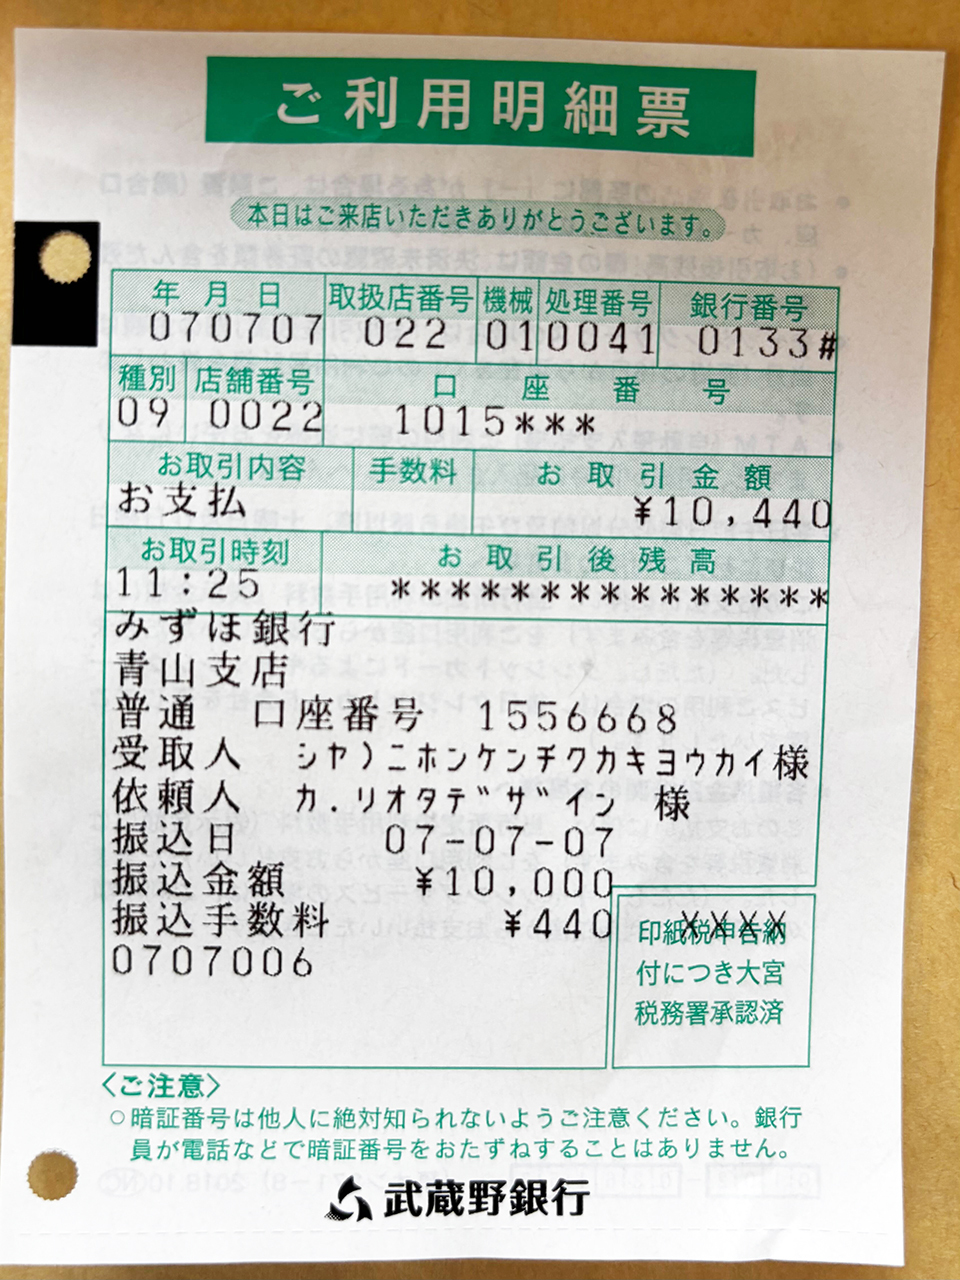 ご利用明細票
本日はご来店いただきありがとうございます。
年月日 取扱店番号 機械 処理番号 銀行番号
070707 022 010041 0133#
種別 店舗番号 口座番号
09 0022 1015***
お取引内容 手数料 お取引金額
お支払 ¥10,440
お取引時刻 お取引後残高
11:25 ***************
みずほ銀行
青山支店
普通 口座番号 1556668
受取人 シヤ)ニホンケンチクカキヨウカイ様
依頼人 カ.リオタデザイン 様
振込日 07-07-07
振込金額 ¥10,000
振込手数料 ¥440
0707006
XXXX
印紙税申告納
付につき大宮
税務署承認済
〈ご注意〉
○暗証番号は他人に絶対知られないようご注意ください。銀行
員が電話などで暗証番号をおたずねすることはありません。
武蔵野銀行